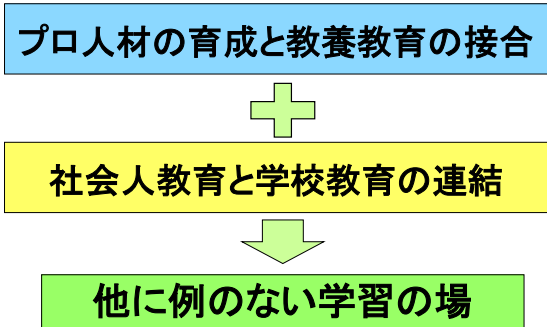 プロ人材の育成と教養教育の接合
社会人教育と学校教育の連結
他に例のない学習の場